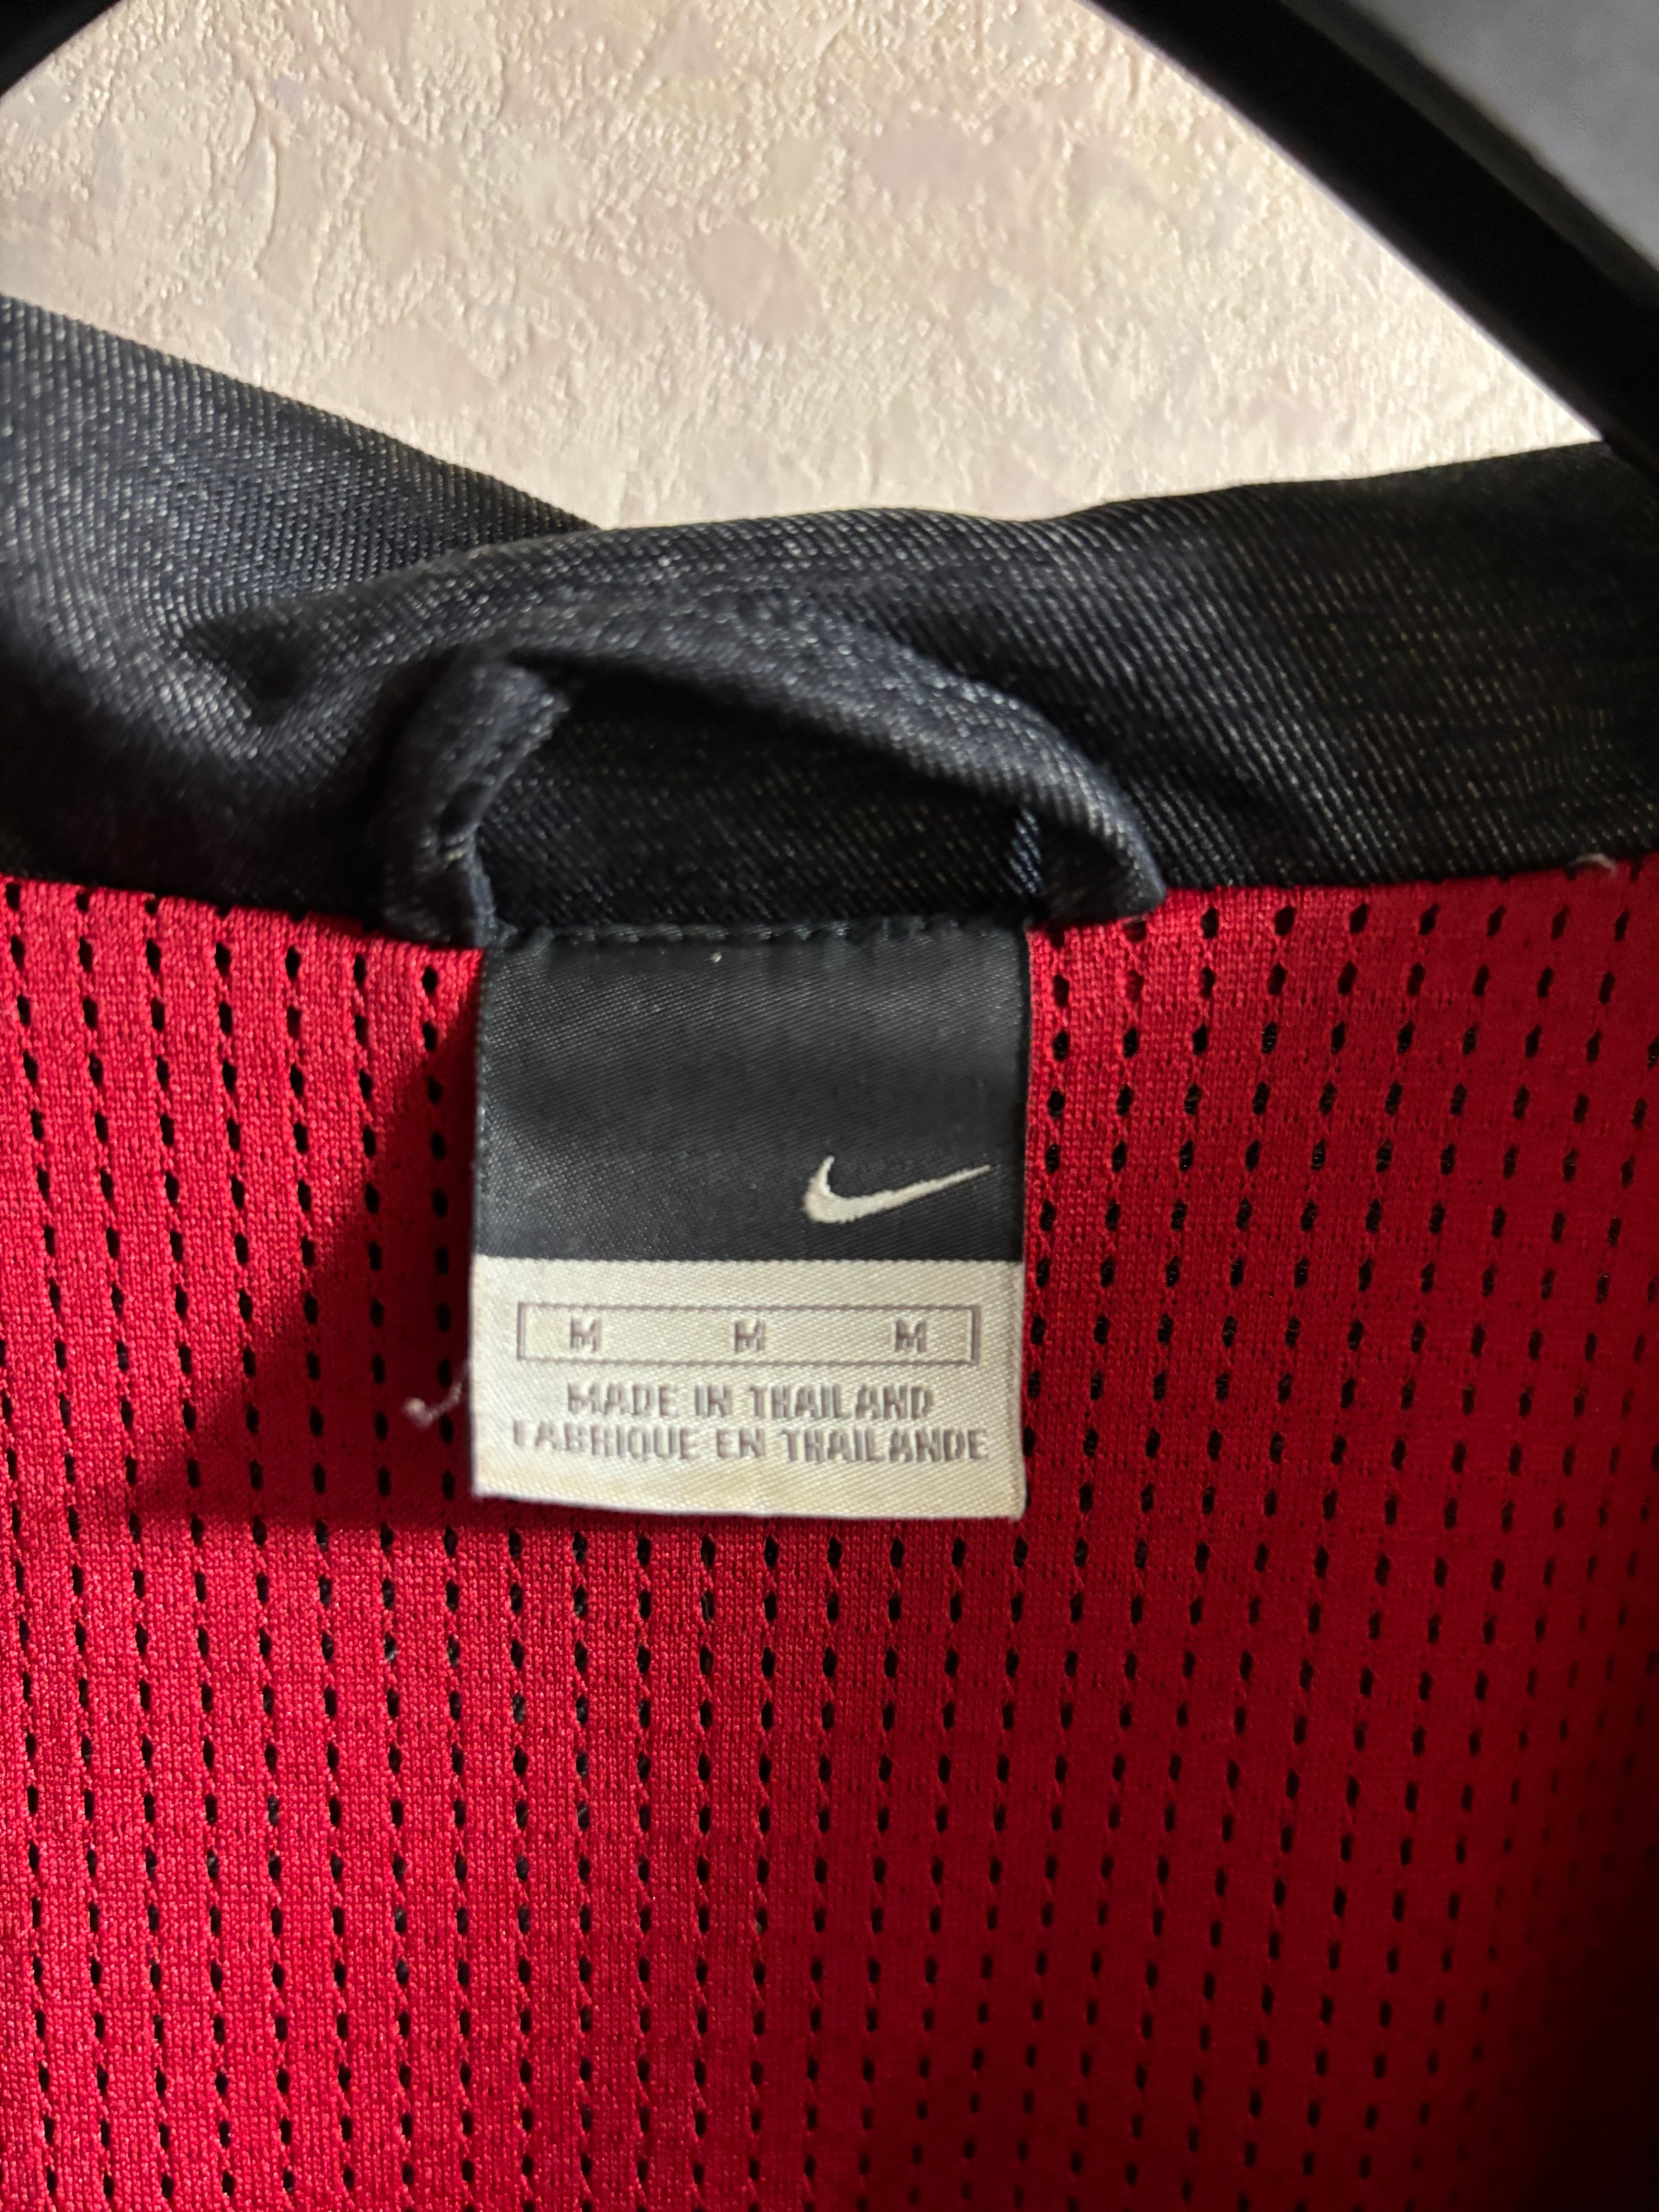 M M M
MADE IN THAILAND
FABRIQUE EN THAILANDE